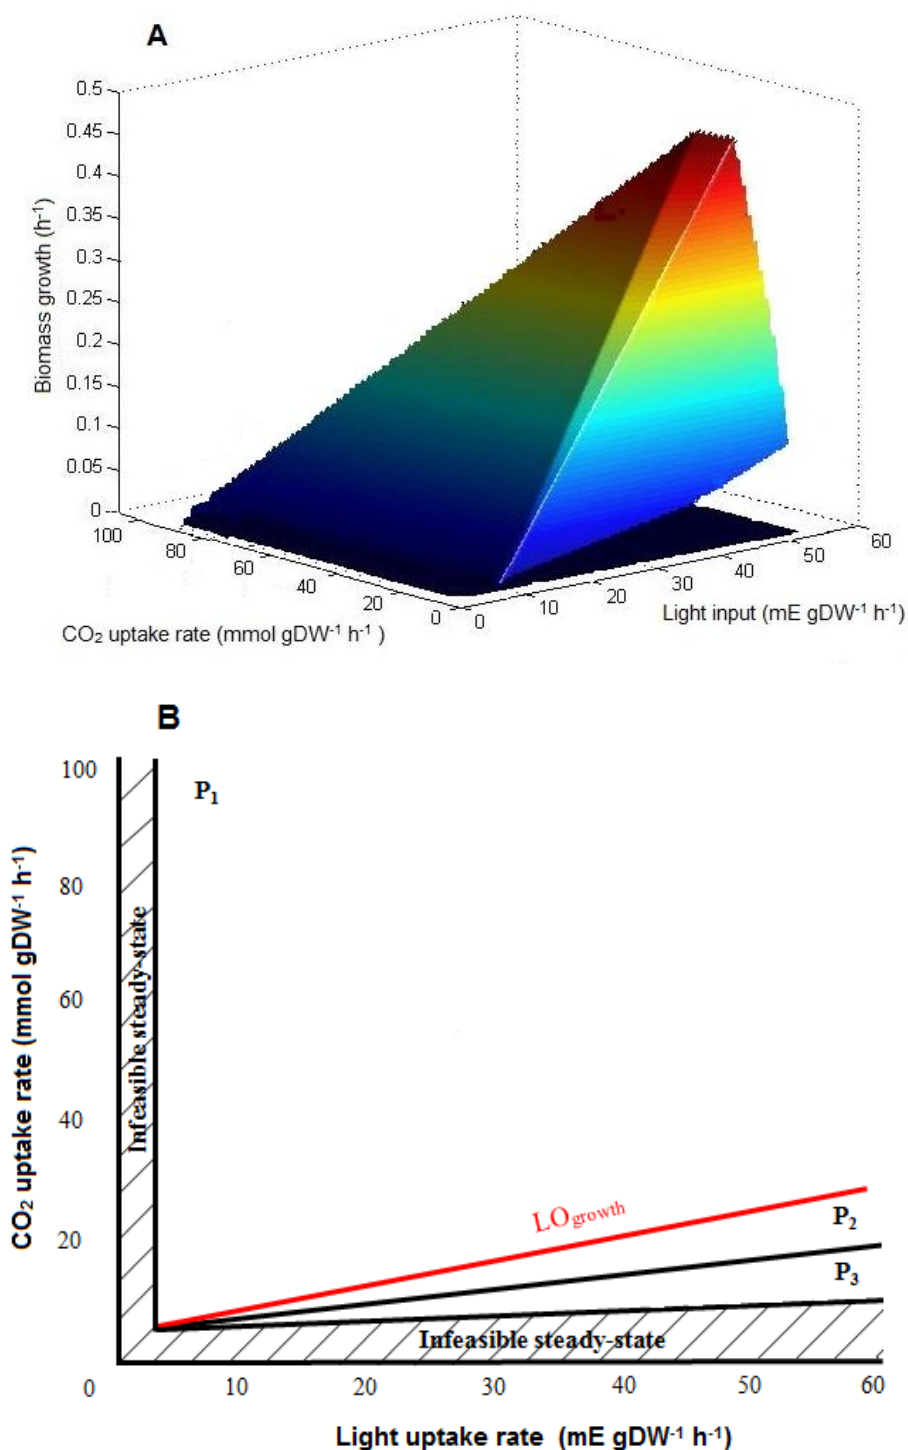 A
0.5
0.45
0.4
0.35
0.3
0.25
0.2
0.15
0.1
0.05
0
Biomass growth (h⁻¹)
100
80
60
40
20
0
CO₂ uptake rate (mmol gDW⁻¹ h⁻¹ )
0
10
20
30
40
50
60
Light input (mE gDW⁻¹ h⁻¹)
B
100
80
60
40
20
0
CO₂ uptake rate (mmol gDW⁻¹ h⁻¹)
P₁
Infeasible steady-state
LOgrowth
P₂
P₃
Infeasible steady-state
10
20
30
40
50
60
Light uptake rate (mE gDW⁻¹ h⁻¹)